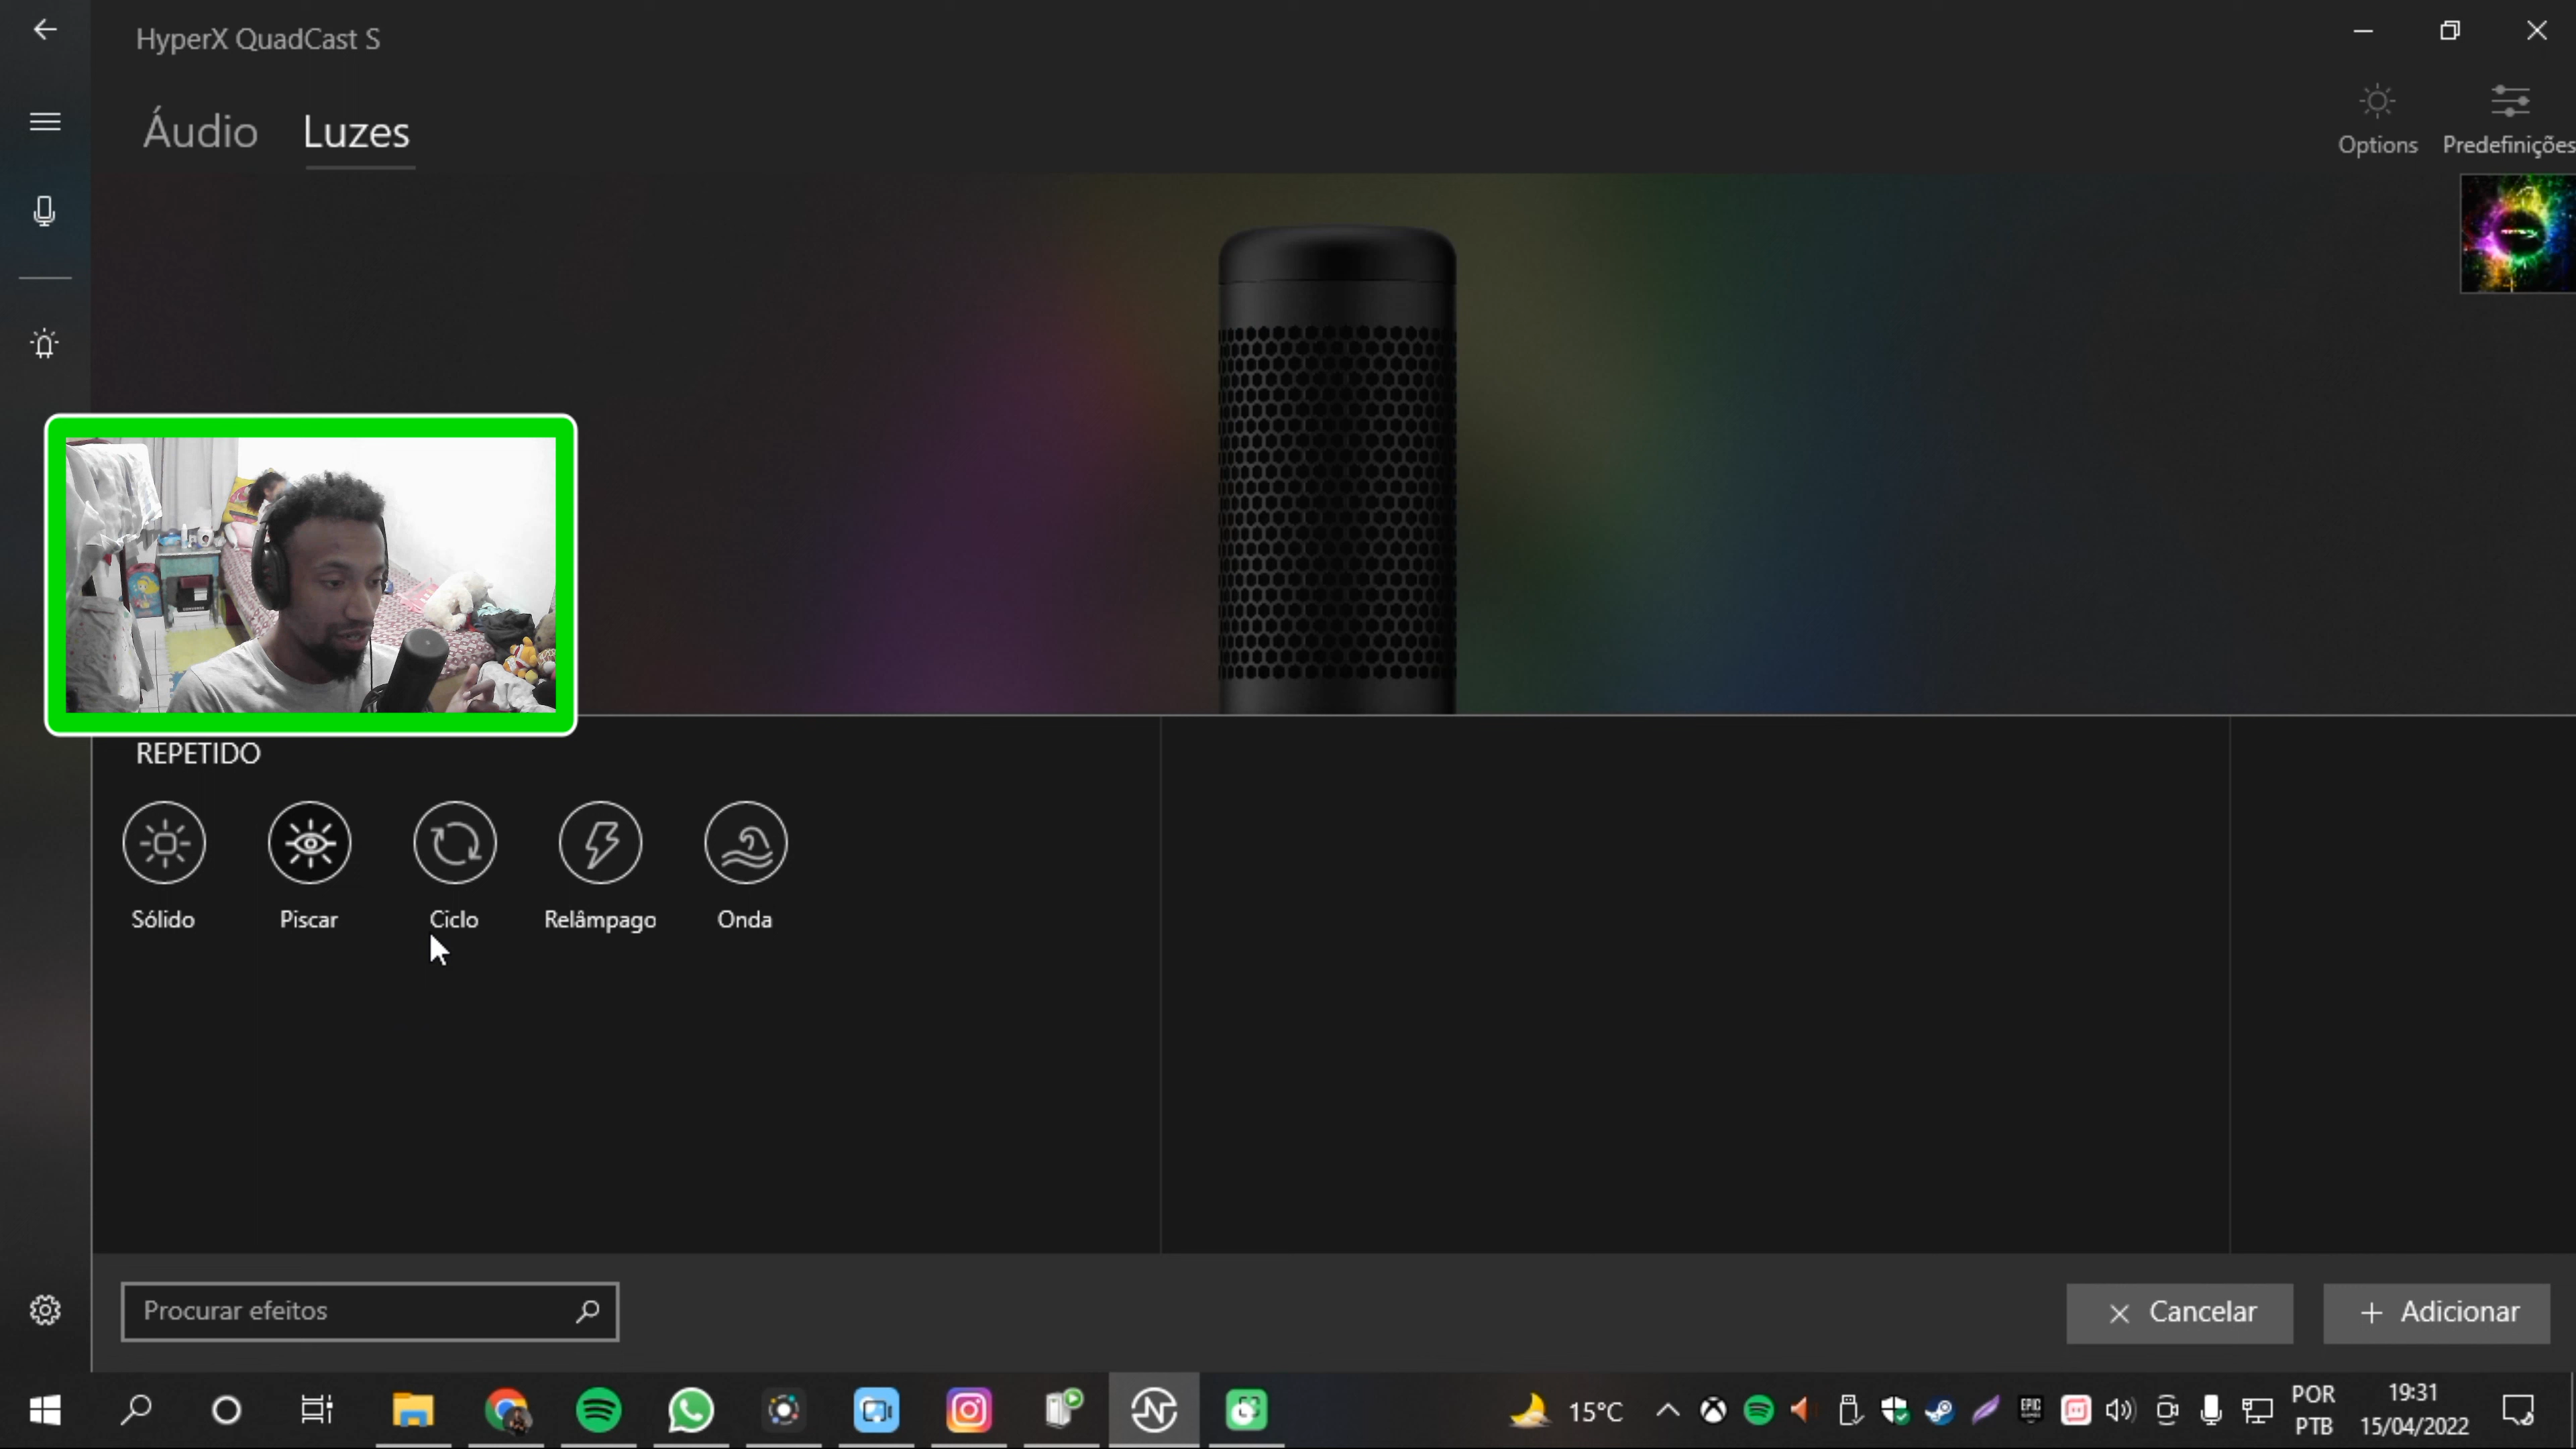 HyperX QuadCast S
Áudio Luzes
Options Predefinições
REPETIDO
Sólido Piscar Ciclo Relâmpago Onda
Procurar efeitos
Cancelar
Adicionar
15°C
EPIC
POR
PTB
19:31
15/04/2022